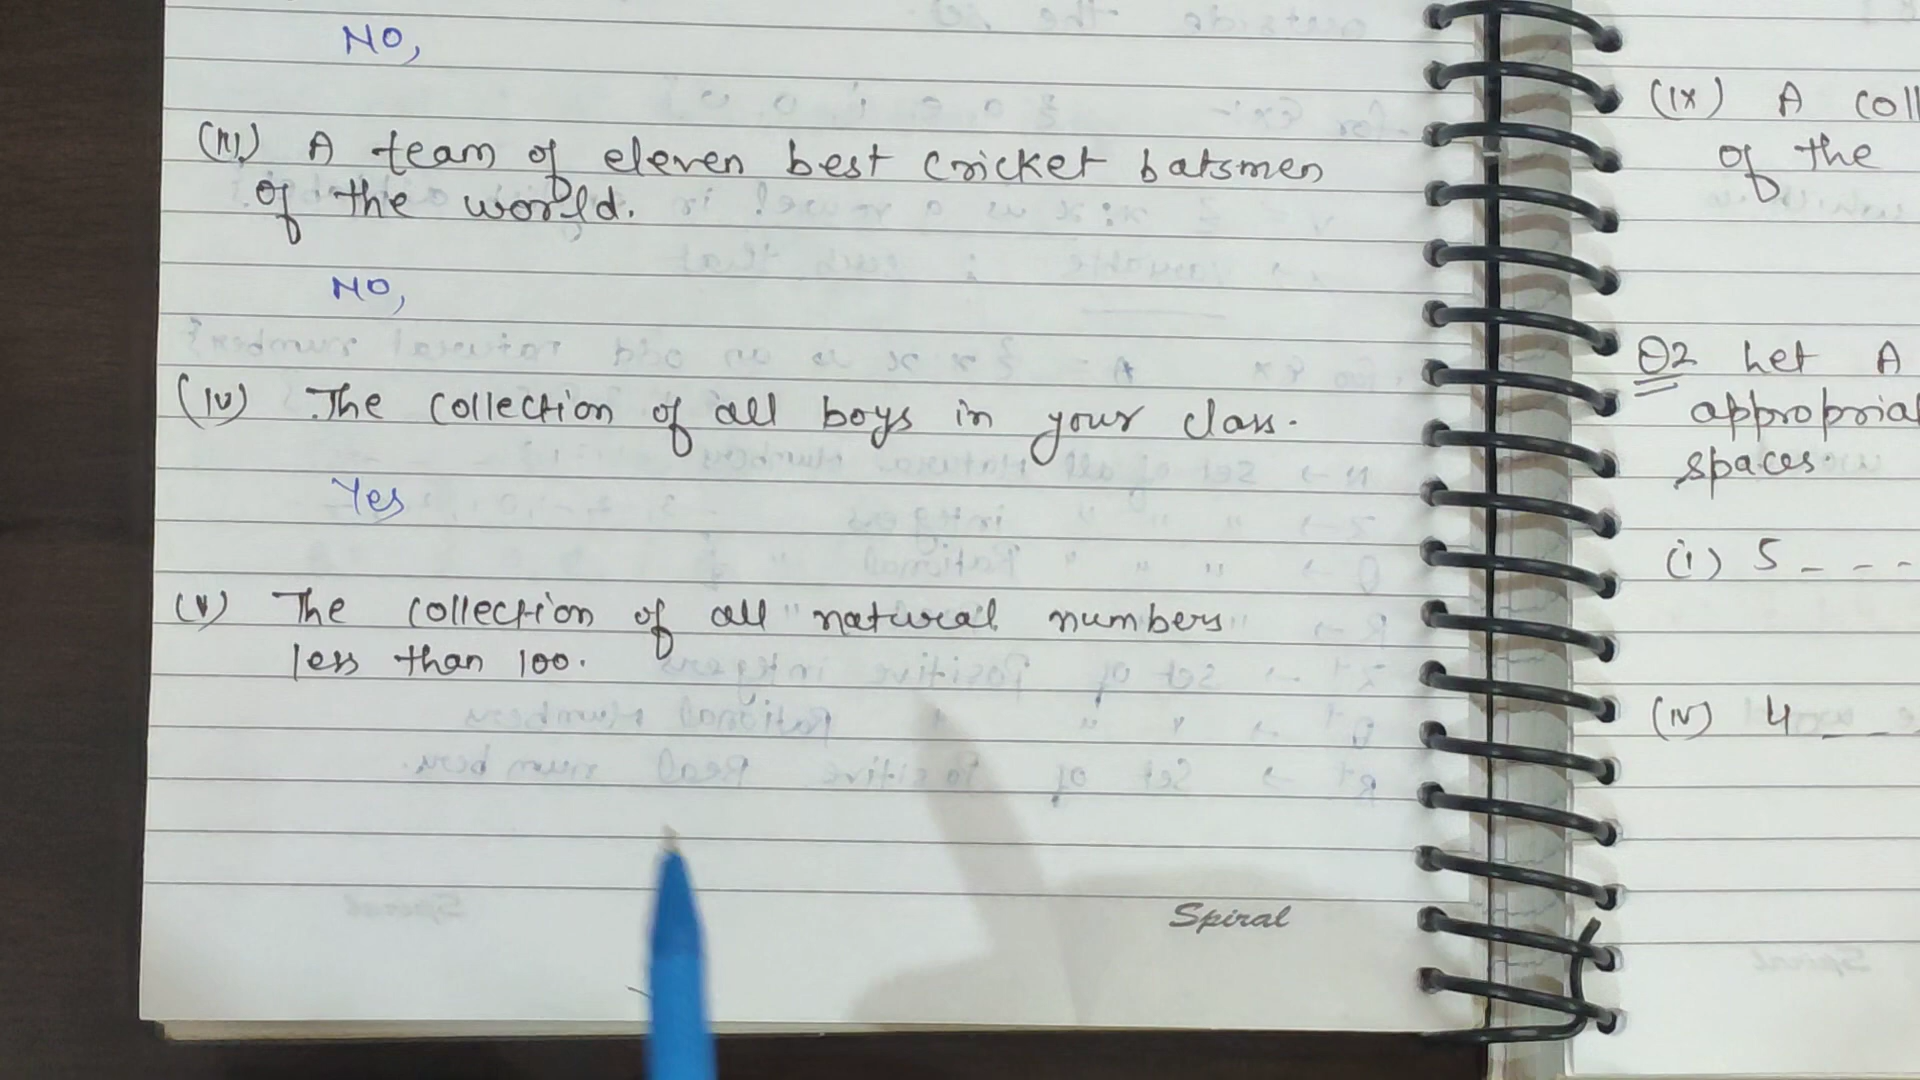 No,
(iii) A team of eleven best cricket batsmen
of the world.
No,
(iv) The collection of all boys in your class.
Yes
(v) The collection of all natural numbers
less than 100.
Spiral
(ix) A coll
of the
Q2 Let A
appropriat
spaces.
(i) 5 _ _ _
(iv) 4 _ _